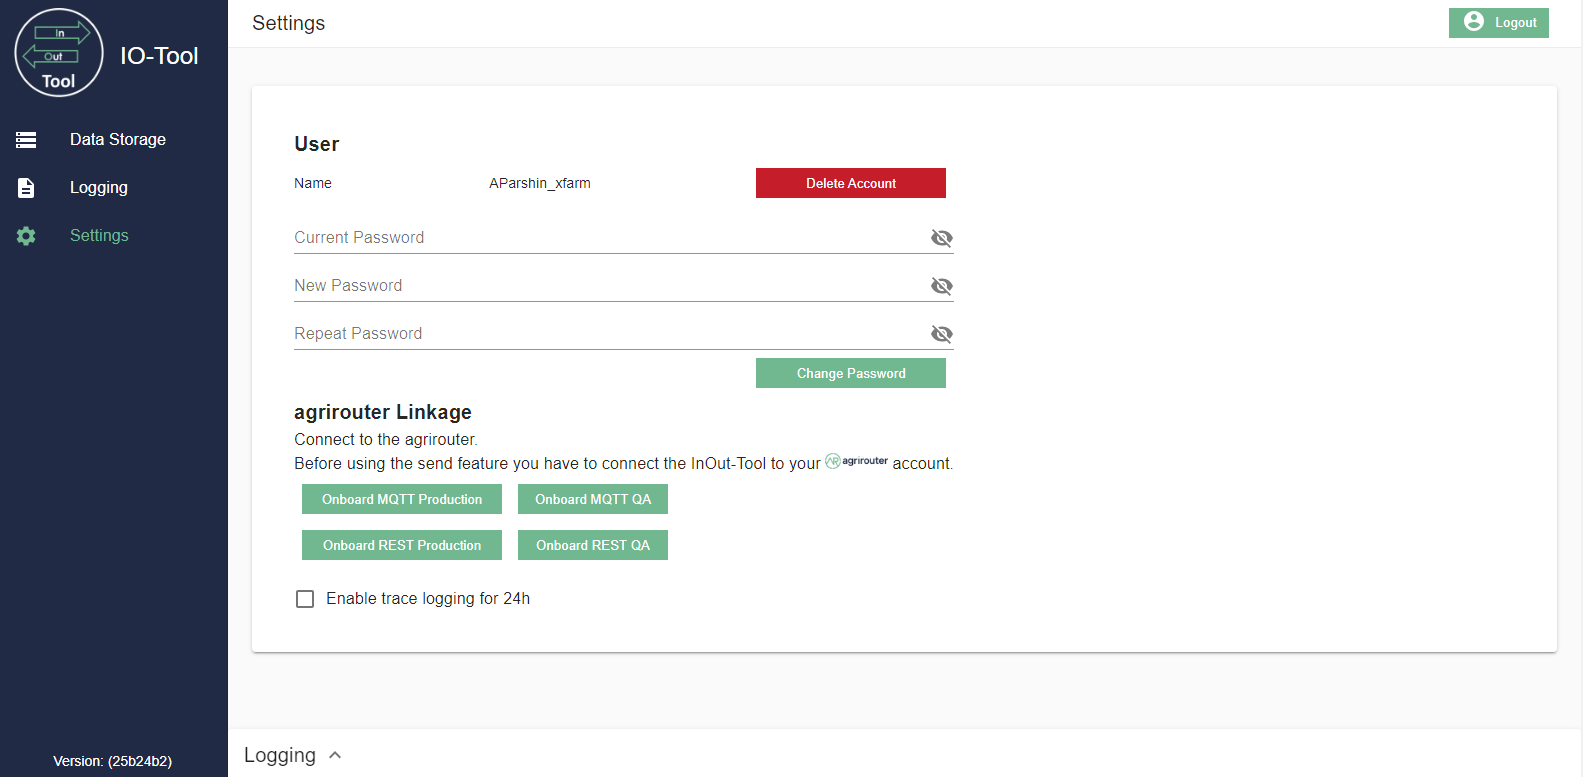 In
Out
Tool
IO-Tool
Data Storage
Logging
Settings
Version: (25b24b2)
Settings
Logout
User
Name AParshin_xfarm Delete Account
Current Password
New Password
Repeat Password
Change Password
agrirouter Linkage
Connect to the agrirouter.
Before using the send feature you have to connect the InOut-Tool to your AR agrirouter account.
Onboard MQTT Production Onboard MQTT QA
Onboard REST Production Onboard REST QA
Enable trace logging for 24h
Logging